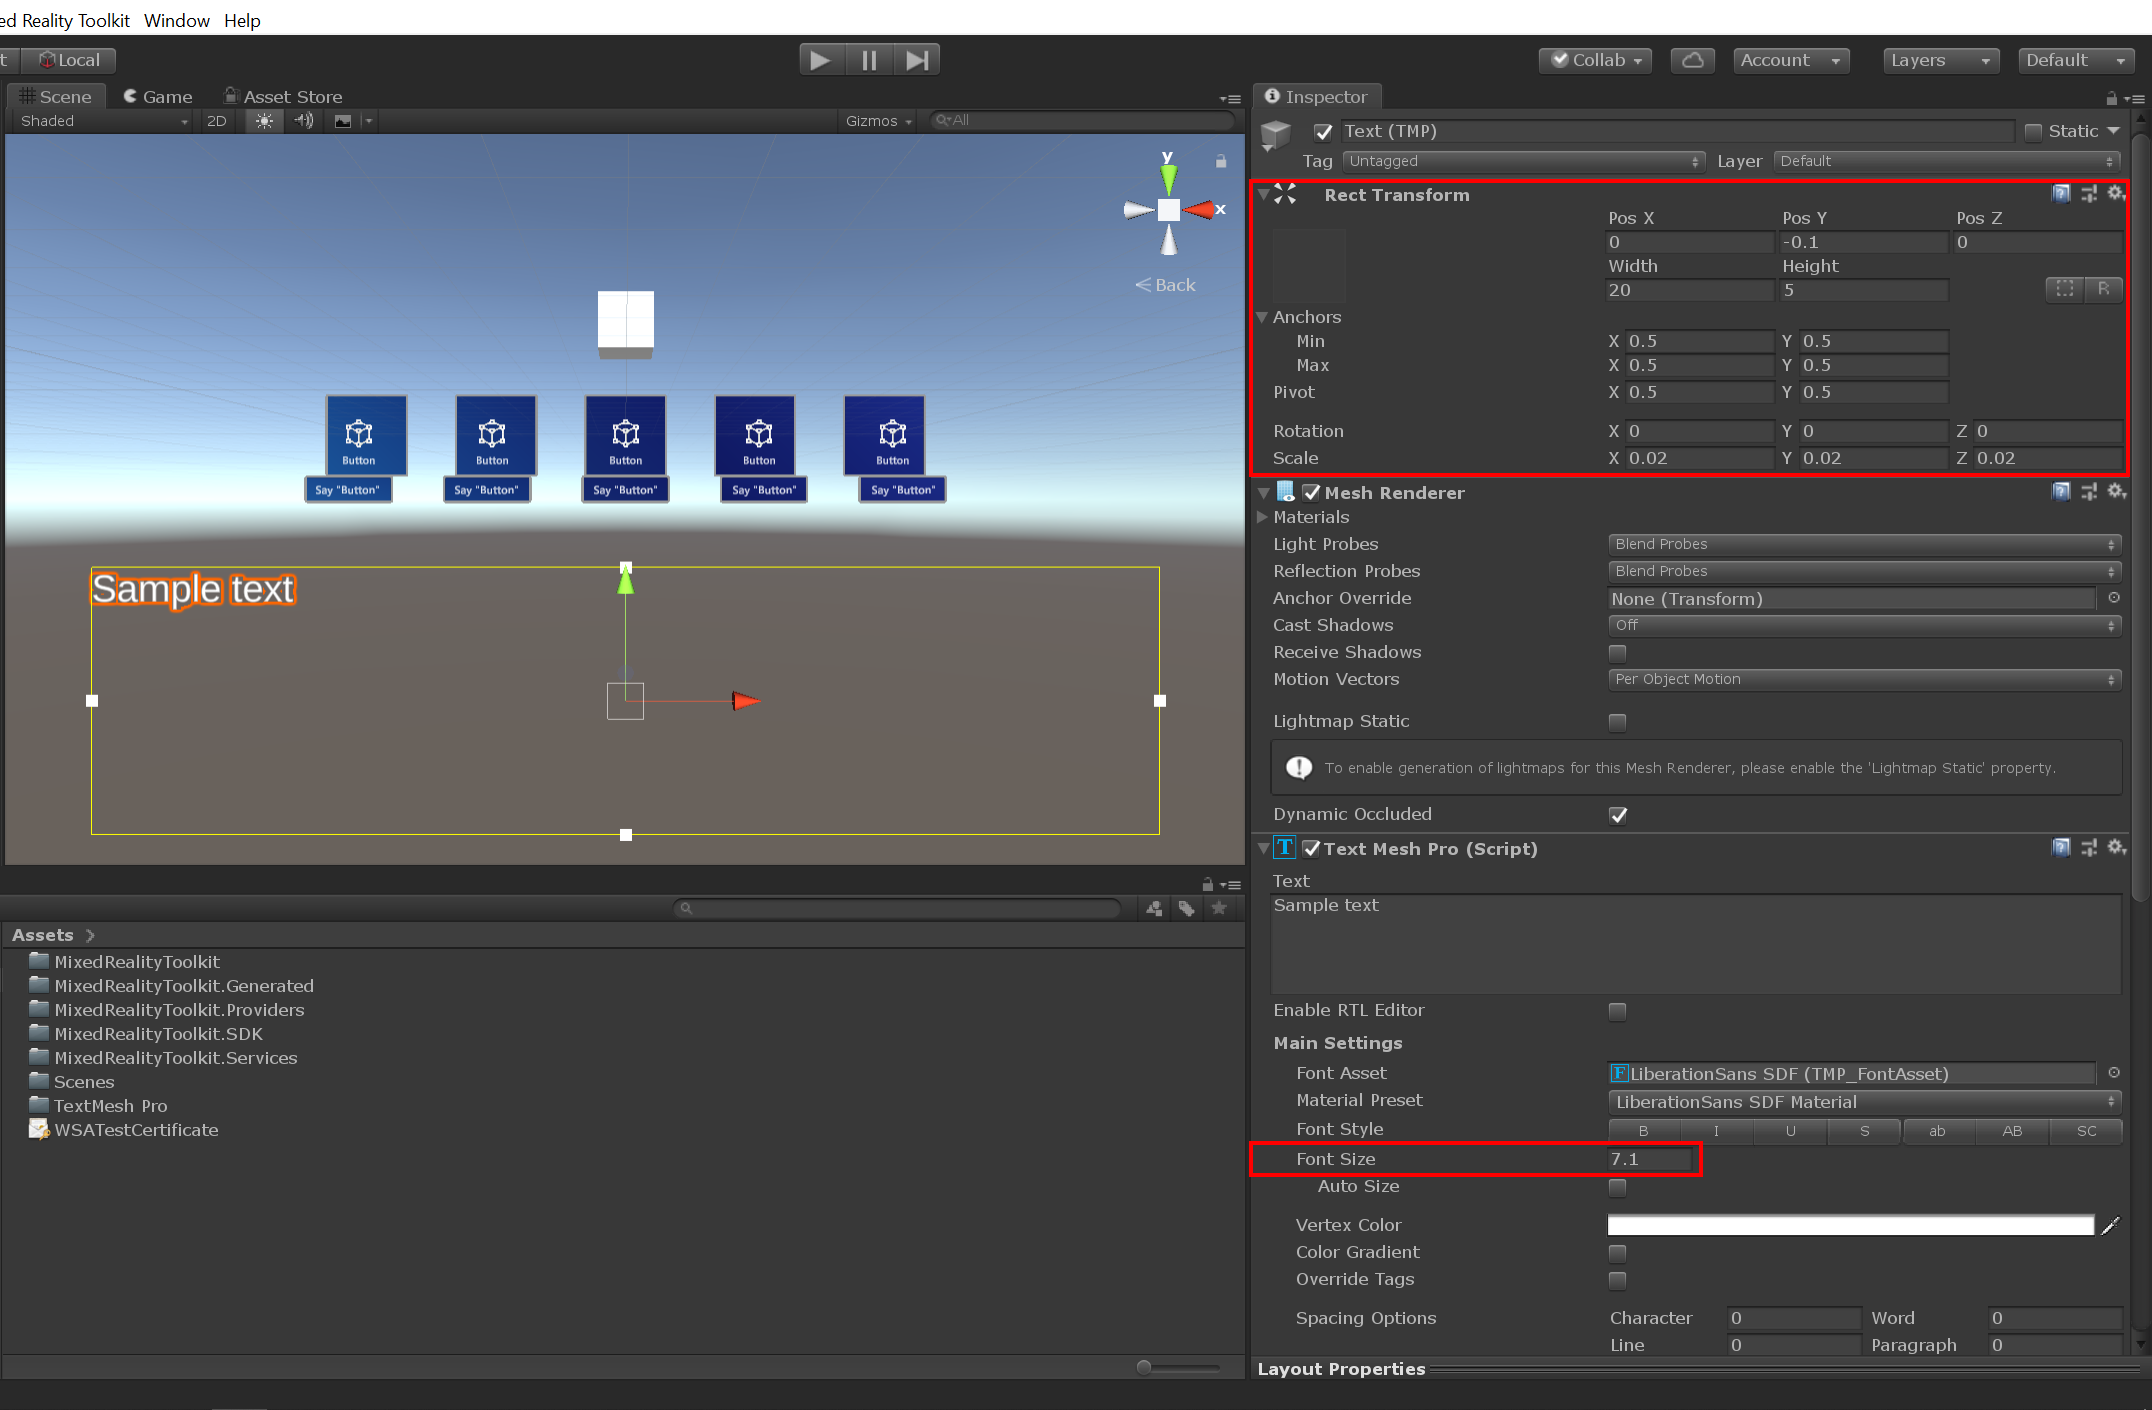 ed Reality Toolkit Window Help
t Local Collab Account Layers Default
Scene Game Asset Store
Shaded 2D Gizmos All
y
x
Back
Button Button Button Button Button
Say "Button" Say "Button" Say "Button" Say "Button" Say "Button"
Sample text
Assets
MixedRealityToolkit
MixedRealityToolkit.Generated
MixedRealityToolkit.Providers
MixedRealityToolkit.SDK
MixedRealityToolkit.Services
Scenes
TextMesh Pro
WSATestCertificate
Inspector
Text (TMP) Static
Tag Untagged Layer Default
Rect Transform
Pos X Pos Y Pos Z
0 -0.1 0
Width Height
20 5 R
Anchors
Min X 0.5 Y 0.5
Max X 0.5 Y 0.5
Pivot X 0.5 Y 0.5
Rotation X 0 Y 0 Z 0
Scale X 0.02 Y 0.02 Z 0.02
Mesh Renderer
Materials
Light Probes Blend Probes
Reflection Probes Blend Probes
Anchor Override None (Transform)
Cast Shadows Off
Receive Shadows
Motion Vectors Per Object Motion
Lightmap Static
To enable generation of lightmaps for this Mesh Renderer, please enable the 'Lightmap Static' property.
Dynamic Occluded
T Text Mesh Pro (Script)
Text
Sample text
Enable RTL Editor
Main Settings
Font Asset F LiberationSans SDF (TMP_FontAsset)
Material Preset LiberationSans SDF Material
Font Style B I U S ab AB SC
Font Size 7.1
Auto Size
Vertex Color
Color Gradient
Override Tags
Spacing Options Character 0 Word 0
Line 0 Paragraph 0
Layout Properties